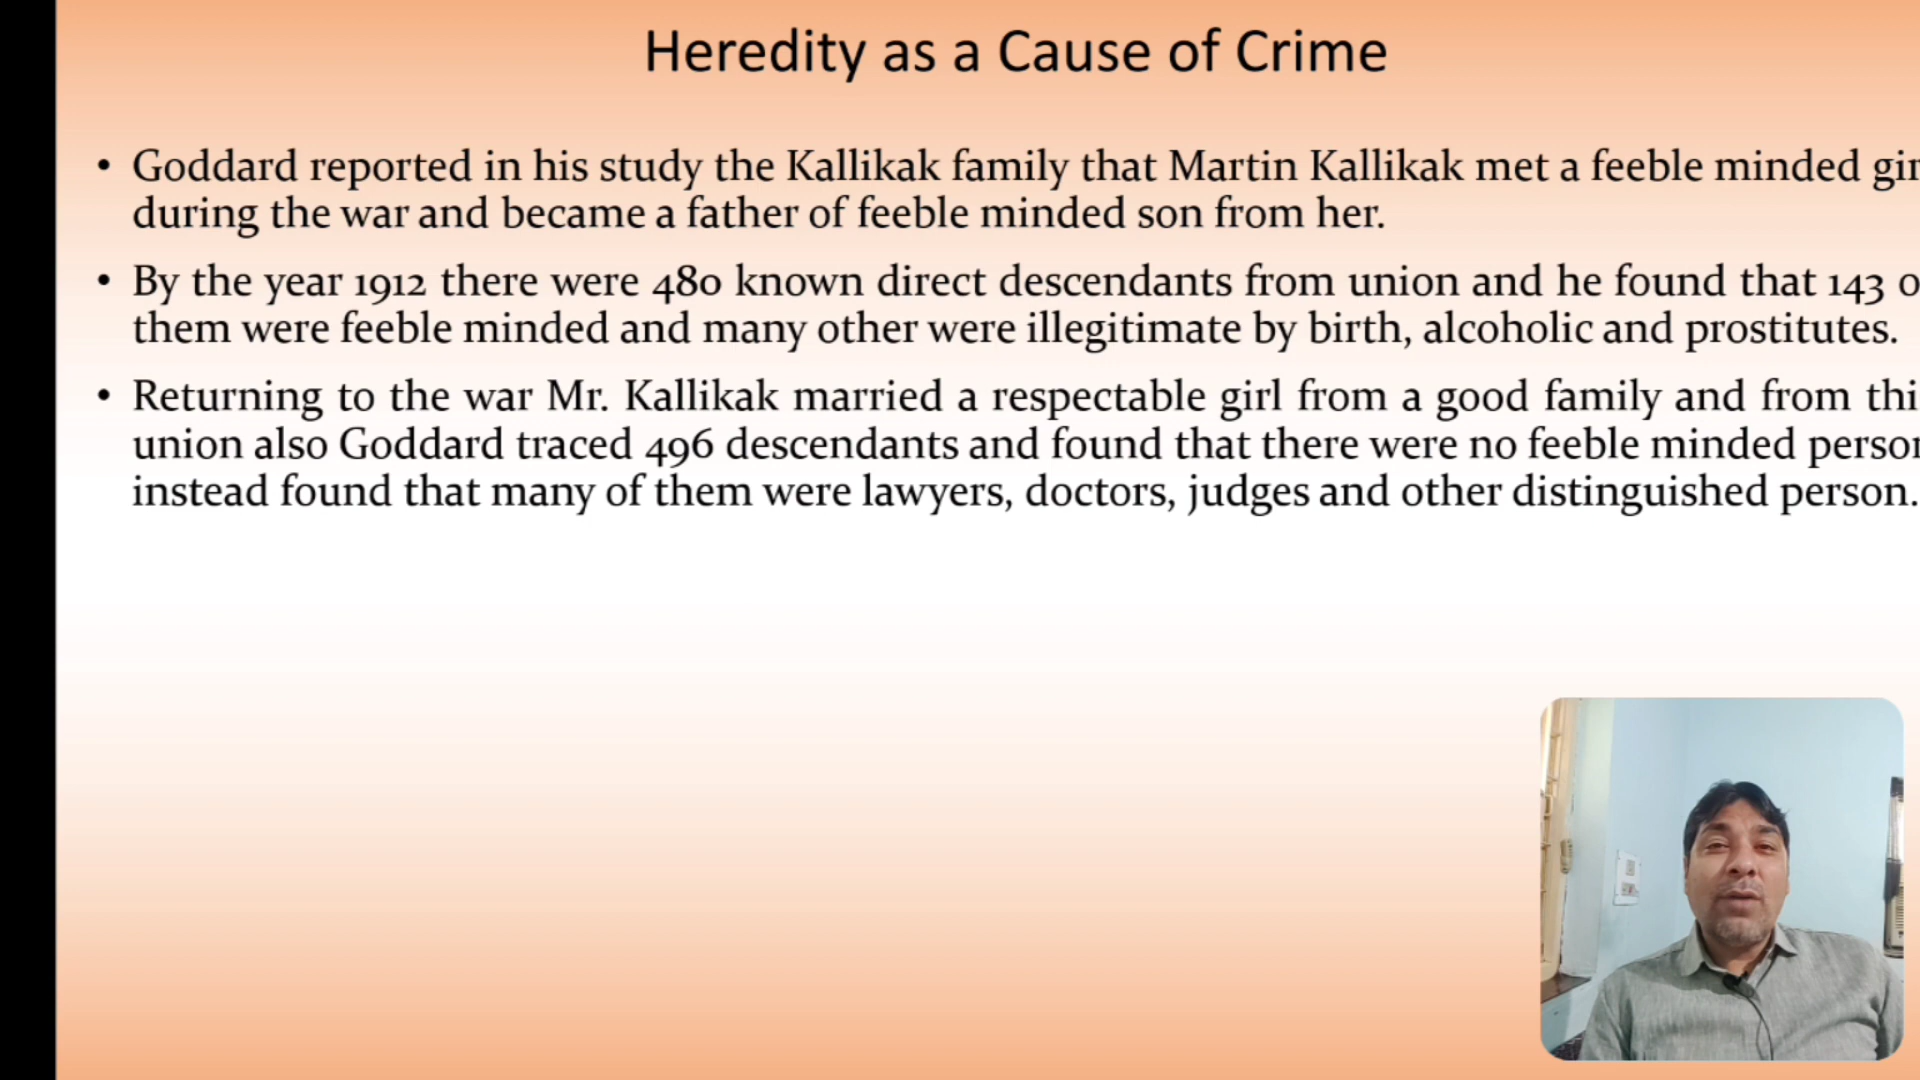 Heredity as a Cause of Crime
• Goddard reported in his study the Kallikak family that Martin Kallikak met a feeble minded
during the war and became a father of feeble minded son from her.
• By the year 1912 there were 480 known direct descendants from union and he found that 143
them were feeble minded and many other were illegitimate by birth, alcoholic and prostitutes.
• Returning to the war Mr. Kallikak married a respectable girl from a good family and from
union also Goddard traced 496 descendants and found that there were no feeble minded
instead found that many of them were lawyers, doctors, judges and other distinguished person.